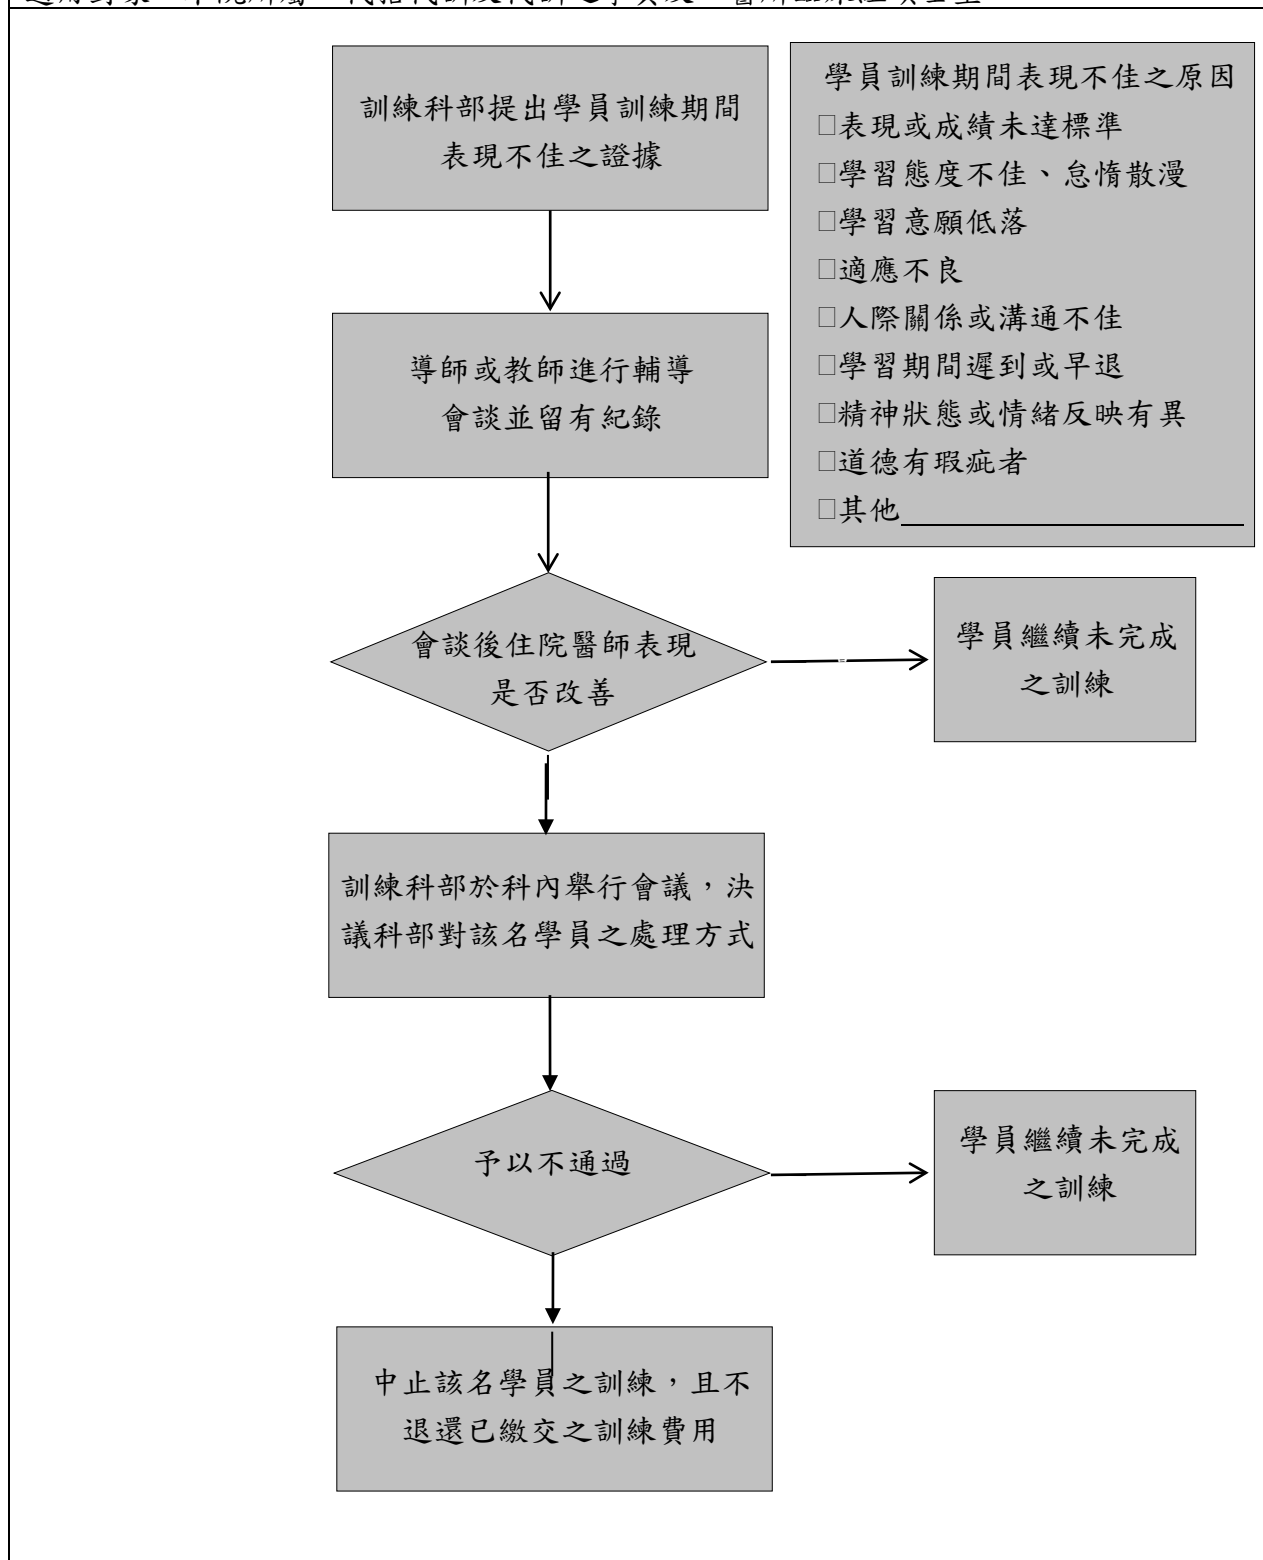 訓練科部提出學員訓練期間
表現不佳之證據
學員訓練期間表現不佳之原因
□表現或成績未達標準
□學習態度不佳、怠惰散漫
□學習意願低落
□適應不良
□人際關係或溝通不佳
□學習期間遲到或早退
□精神狀態或情緒反映有異
□道德有瑕疵者
□其他
導師或教師進行輔導
會談並留有紀錄
會談後住院醫師表現
是否改善
學員繼續未完成
之訓練
訓練科部於科內舉行會議，決
議科部對該名學員之處理方式
予以不通過
學員繼續未完成
之訓練
中止該名學員之訓練，且不
退還已繳交之訓練費用